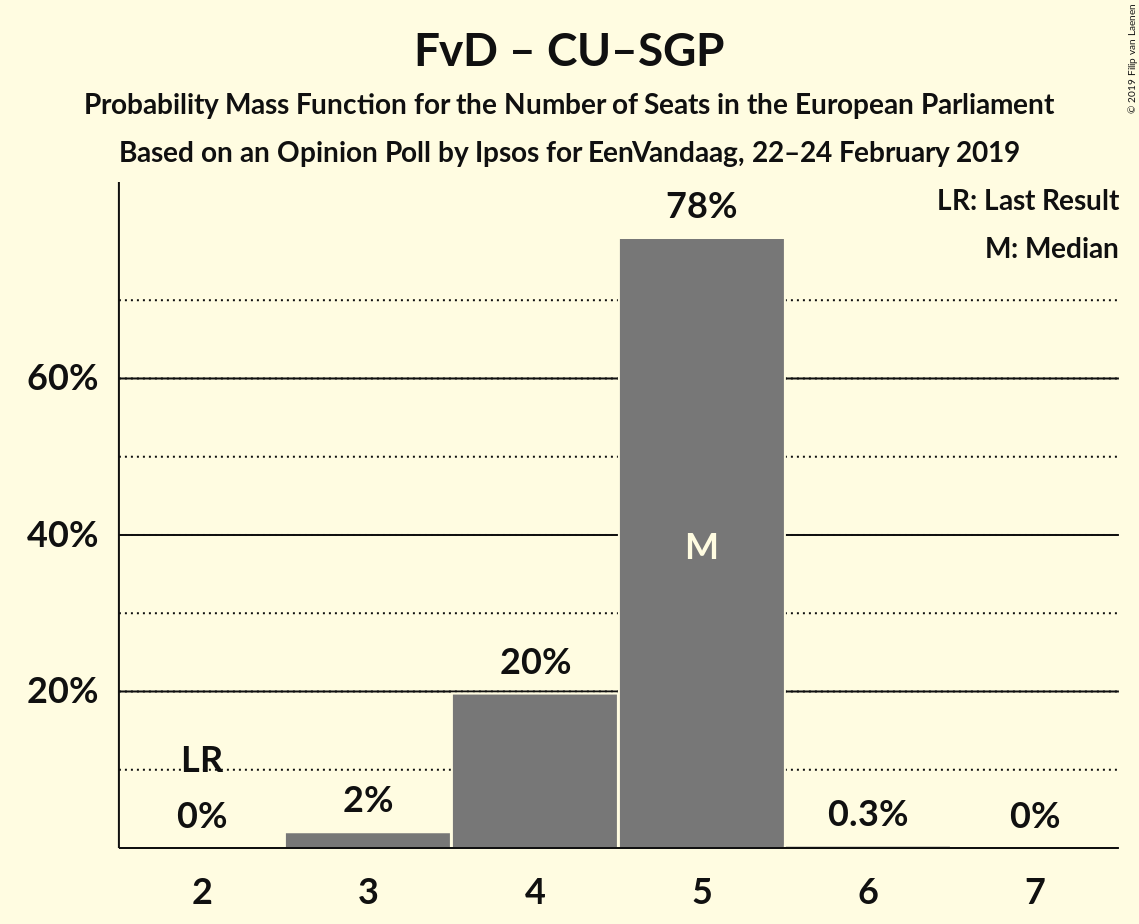 FvD – CU–SGP
Probability Mass Function for the Number of Seats in the European Parliament
Based on an Opinion Poll by Ipsos for EenVandaag, 22–24 February 2019
© 2019 Filip van Laenen
LR: Last Result
M: Median
78%
60%
40%
M
20%
20%
LR
0%
2%
0.3%
0%
2
3
4
5
6
7